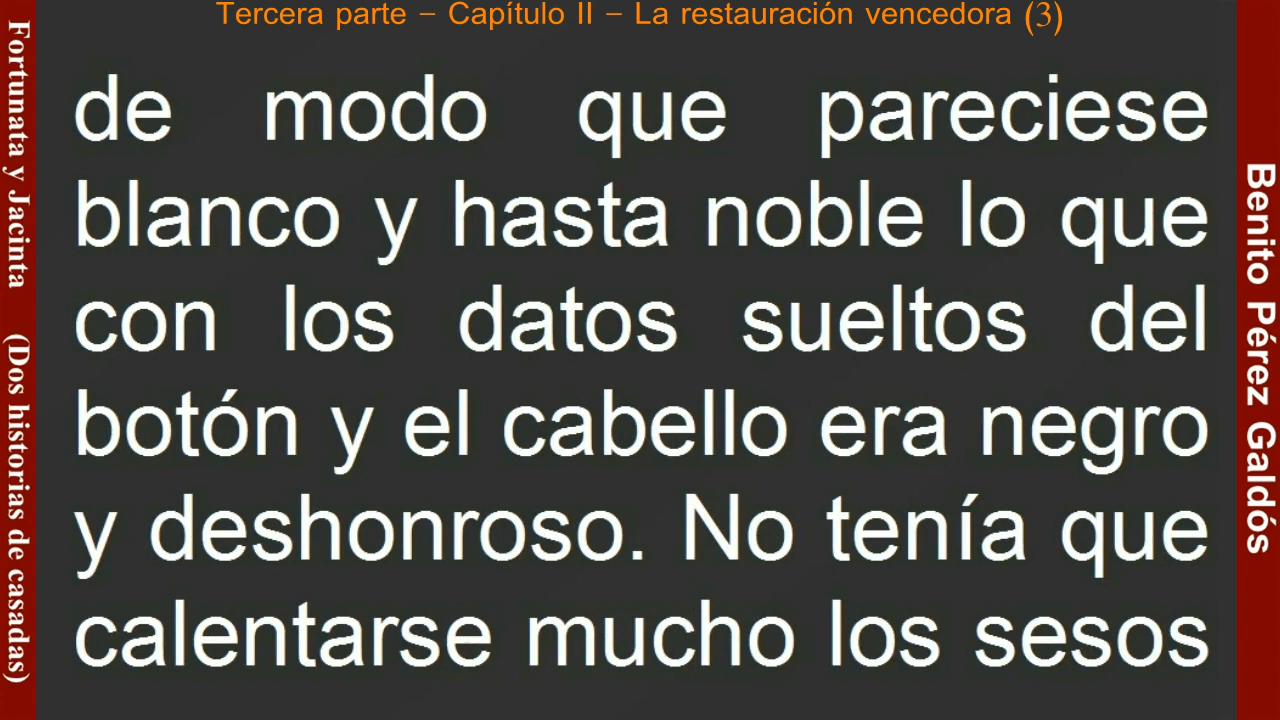 Tercera parte – Capítulo II – La restauración vencedora (3)
Fortunata y Jacinta (Dos historias de casadas)
de modo que pareciese
blanco y hasta noble lo que
con los datos sueltos del
botón y el cabello era negro
y deshonroso. No tenía que
calentarse mucho los sesos
Benito Pérez Galdós